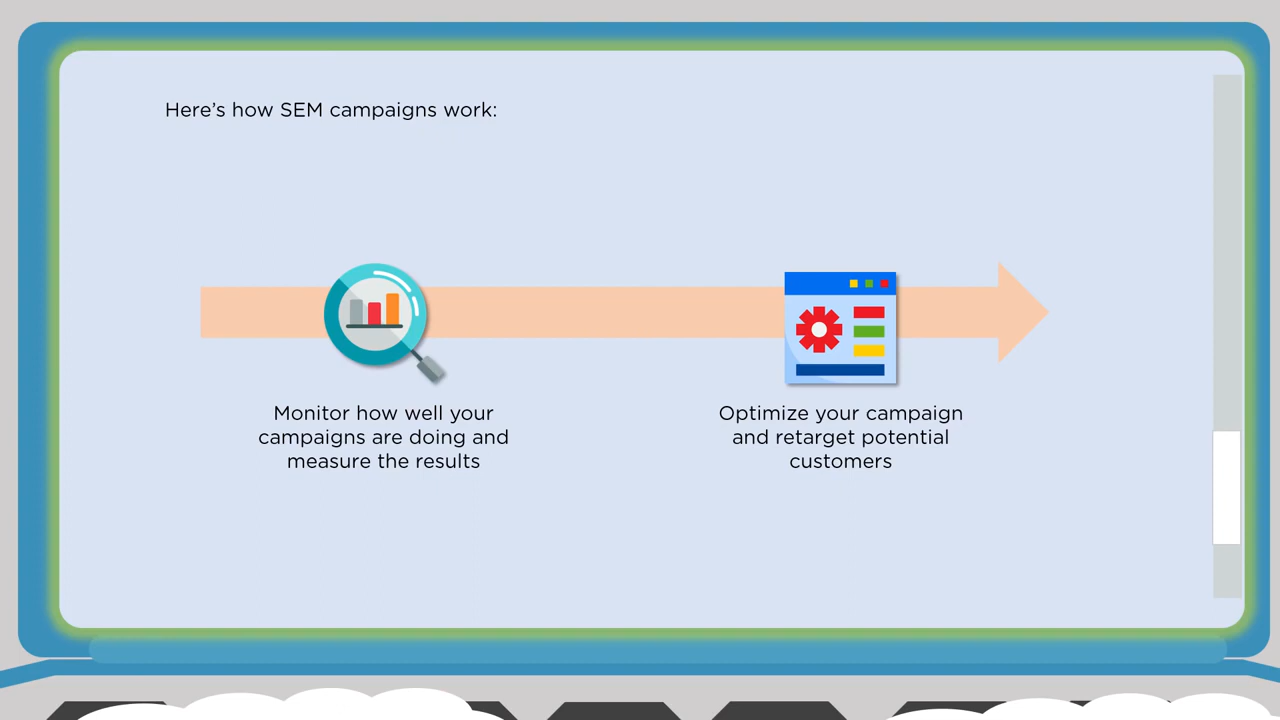 Here’s how SEM campaigns work:
Monitor how well your
campaigns are doing and
measure the results
Optimize your campaign
and retarget potential
customers